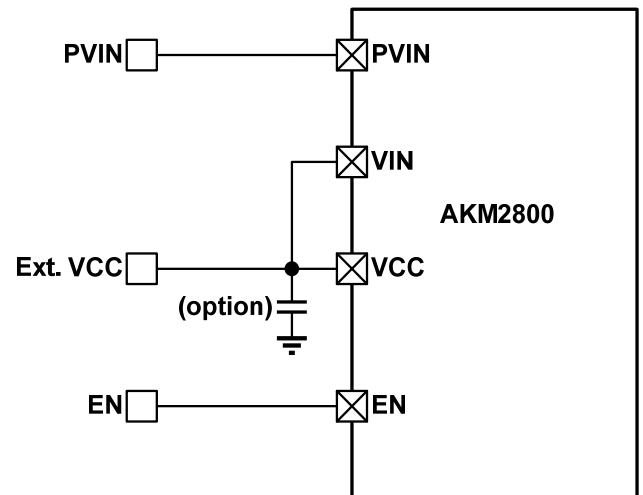 PVIN PVIN
VIN
AKM2800
Ext. VCC VCC
(option)
EN EN